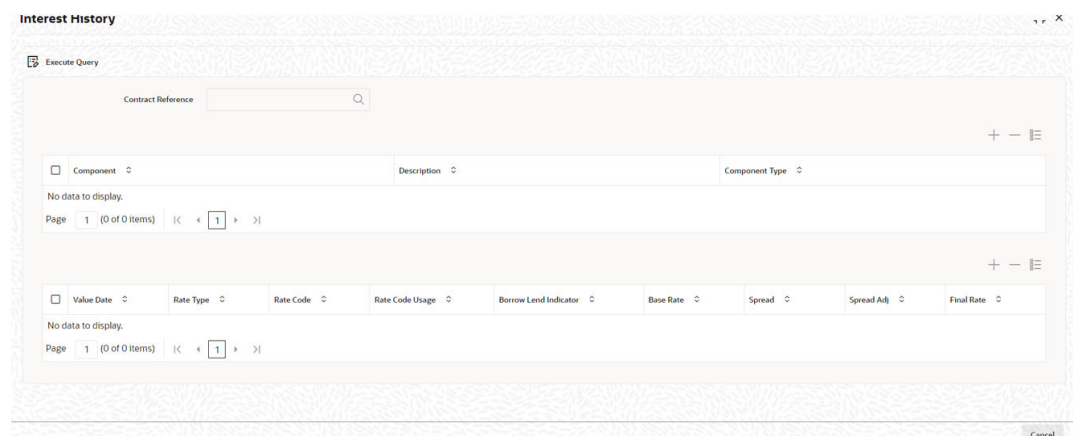 Interest History
Execute Query
Contract Reference
Component Description Component Type
No data to display.
Page 1 (0 of 0 items) 1
Value Date Rate Type Rate Code Rate Code Usage Borrow Lend Indicator Base Rate Spread Spread Adj Final Rate
No data to display.
Page 1 (0 of 0 items) 1
Cancel